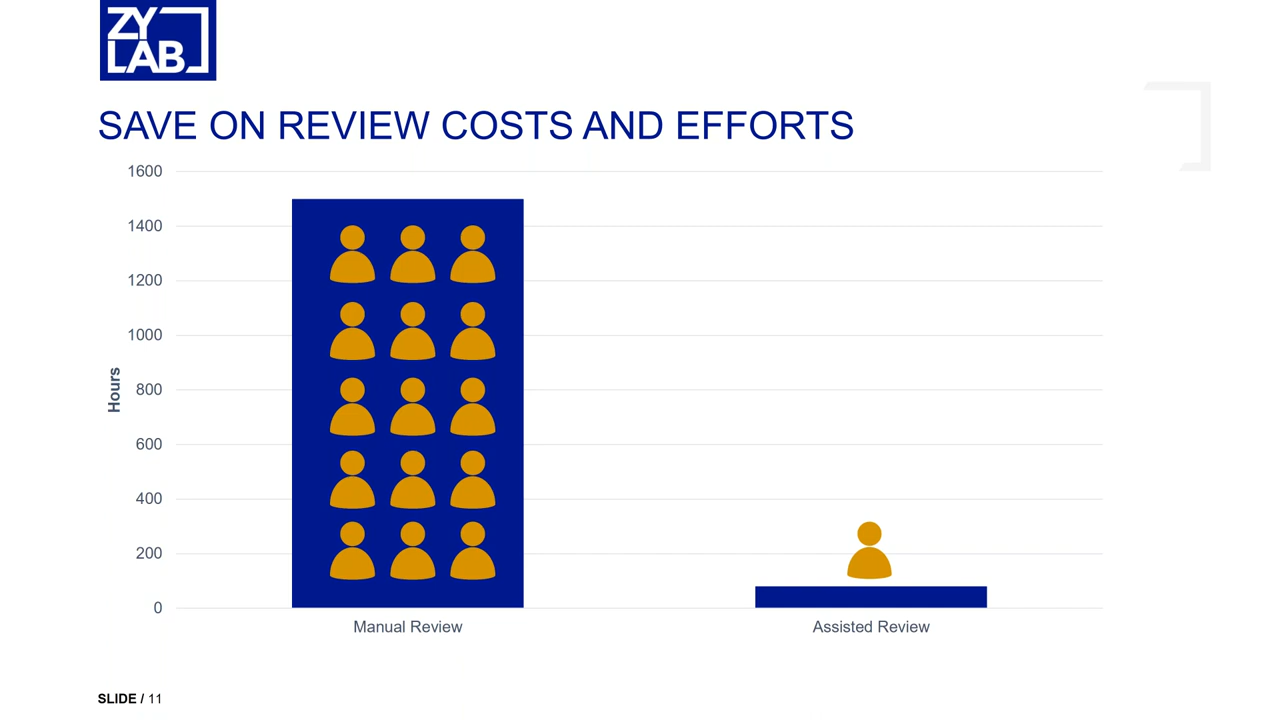 ZY
LAB
SAVE ON REVIEW COSTS AND EFFORTS
1600
1400
1200
1000
800
600
400
200
0
Hours
Manual Review
Assisted Review
SLIDE / 11